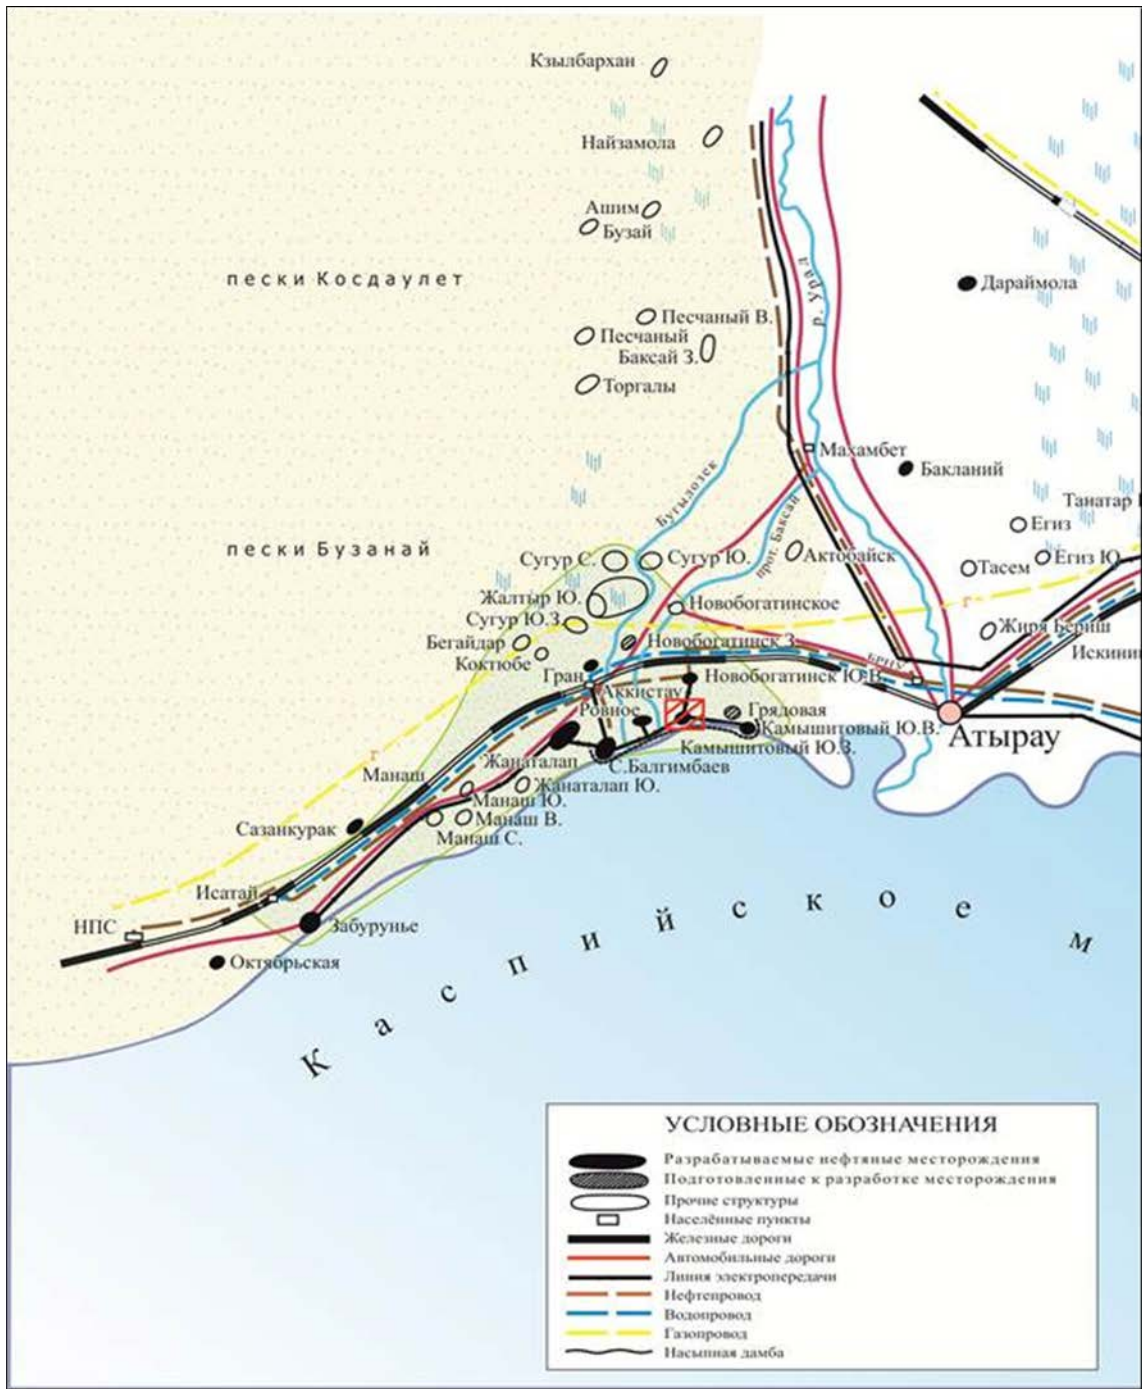 Кзылбархан
Найзамола
Ашим
Бузай
пески Косдаулет
р. Урал
Дараймола
Песчаный В.
Песчаный
Баксай З.
Торгалы
Махамбет
Бакланий
Бугылозек
Танатар
Егиз
прот. Баксай
пески Бузанай
Сугур С.
Сугур Ю.
Актобайск
Егиз Ю.
Тасем
Жалтыр Ю.
Новобогатинское
г
Сугур Ю.З.
Жиря Бериш
Бегайдар
Новобогатинск З.
Искини
Коктюбе
БРНУ
Гран
Новобогатинск Ю.В.
Аккистау
Ровное
Грядовая
Камышитовый Ю.В.
Атырау
Камышитовый Ю.З.
г
Жанаталап
С.Балгимбаев
Манаш
Жанаталап Ю.
Манаш Ю.
Манаш В.
Сазанкурак
Манаш С.
Исатай
НПС
Забурунье
Октябрьская
Каспийское м
УСЛОВНЫЕ ОБОЗНАЧЕНИЯ
Разрабатываемые нефтяные месторождения
Подготовленные к разработке месторождения
Прочие структуры
Населённые пункты
Железные дороги
Автомобильные дороги
Линия электропередачи
Нефтепровод
Водопровод
Газопровод
Насыпная дамба